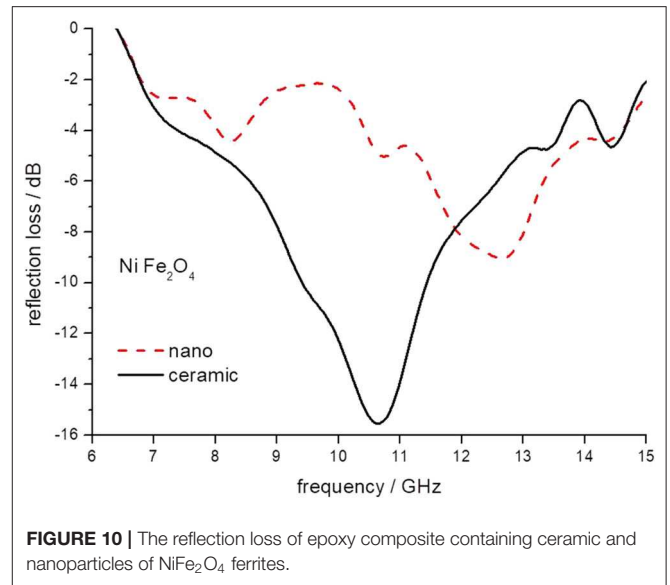 0
-2
-4
-6
-8
-10
-12
-14
-16
reflection loss / dB
Ni Fe₂O₄
nano
ceramic
6 7 8 9 10 11 12 13 14 15
frequency / GHz
FIGURE 10 | The reflection loss of epoxy composite containing ceramic and
nanoparticles of NiFe₂O₄ ferrites.